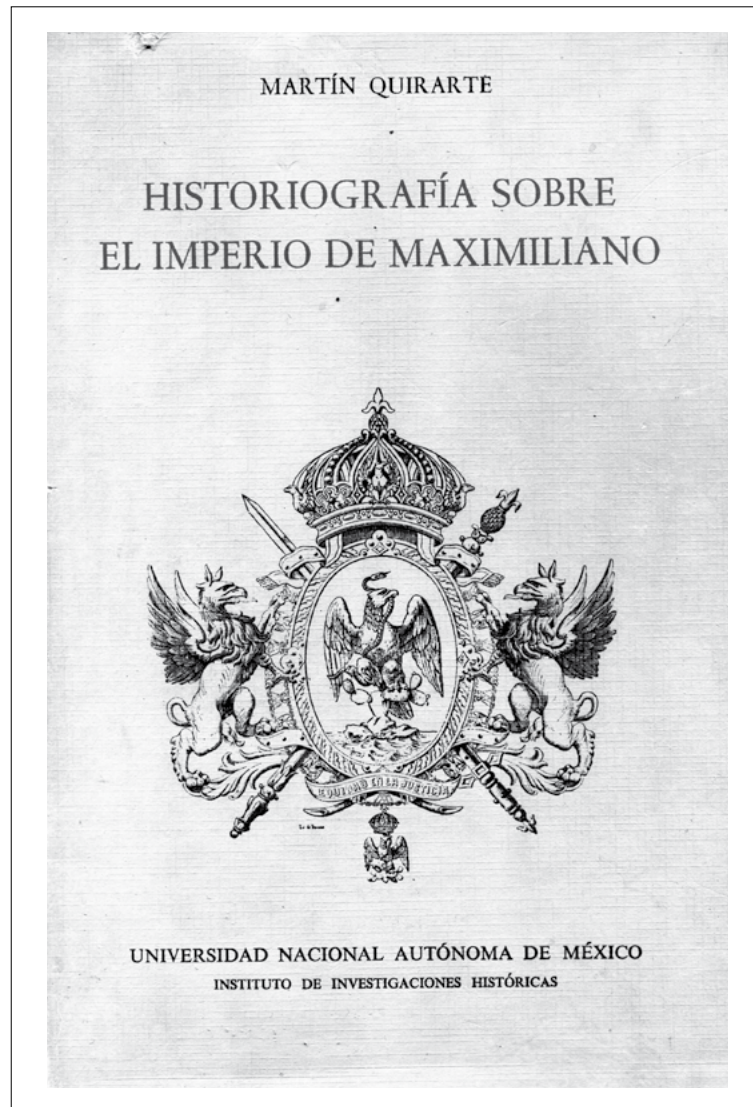 MARTÍN QUIRARTE
HISTORIOGRAFÍA SOBRE
EL IMPERIO DE MAXIMILIANO
EQUIDAD EN LA JUSTICIA
UNIVERSIDAD NACIONAL AUTÓNOMA DE MÉXICO
INSTITUTO DE INVESTIGACIONES HISTÓRICAS